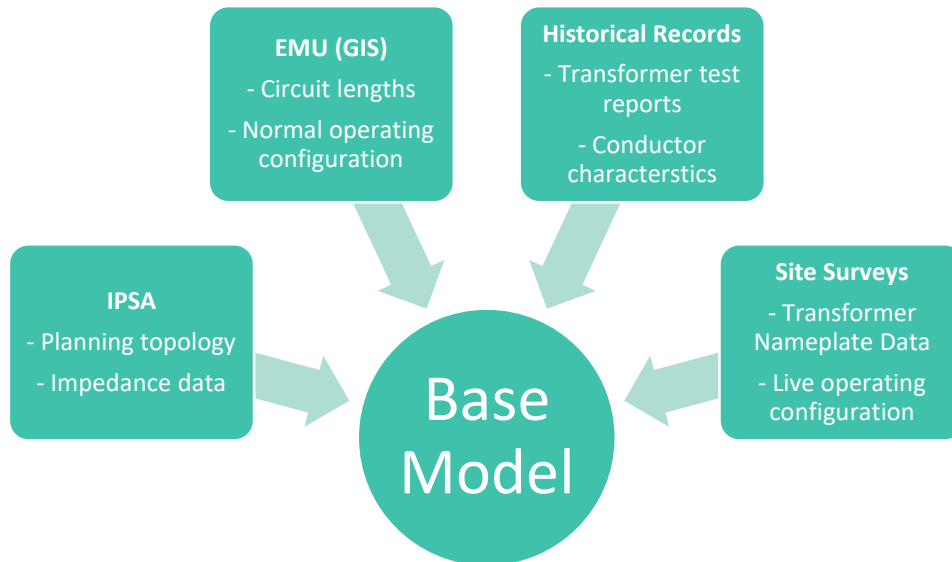 EMU (GIS)
- Circuit lengths
- Normal operating
configuration
Historical Records
- Transformer test
reports
- Conductor
characterstics
IPSA
- Planning topology
- Impedance data
Site Surveys
- Transformer
Nameplate Data
- Live operating
configuration
Base
Model